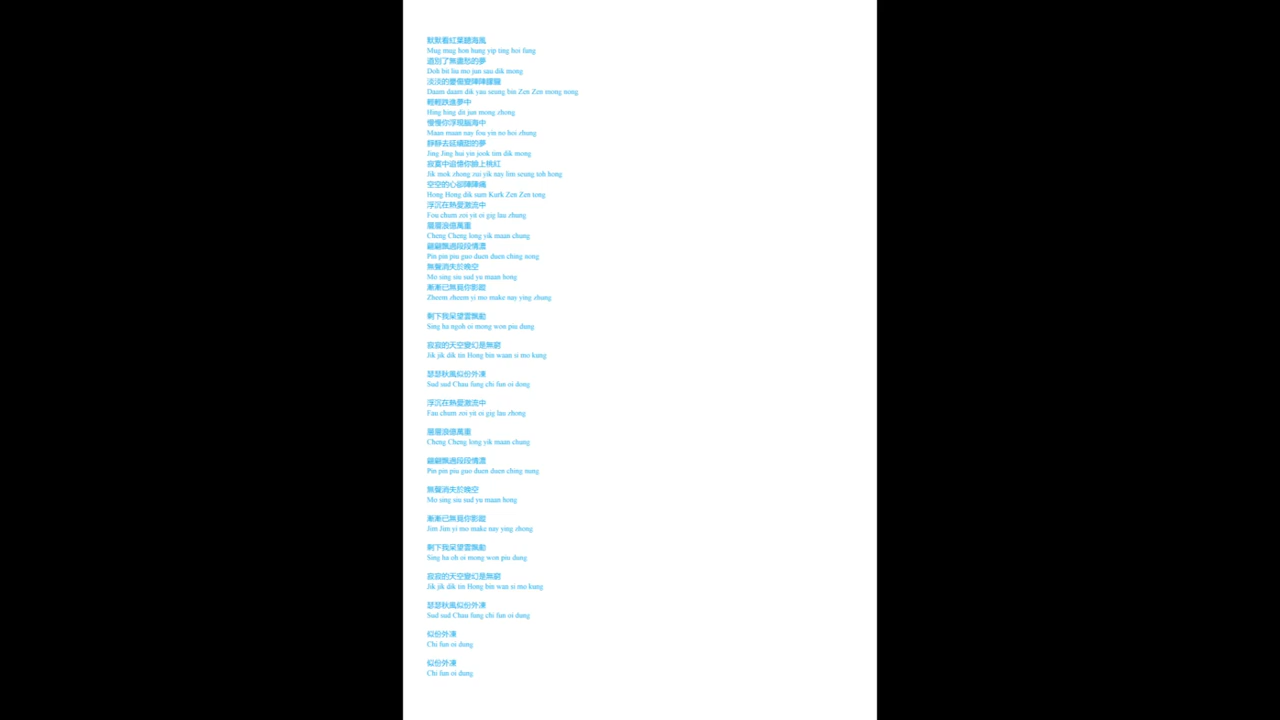 默默看紅葉聽海風
Mug mug hon hung yip ting hoi fung
道別了無盡愁的夢
Doh bit liu mo jun sau dik mong
淡淡的
Daam daam dik yau seung bin Zen Zen mong nong
輕輕跌進夢中
Hing hing dit jun mong zhong
慢慢你浮現腦海中
Maan maan nay fou yin no hoi zhung
靜靜去延續甜的夢
Jing Jing hui yin jook tim dik mong
寂寞中追憶你臉上桃紅
Jik mok zhong zui yik nay lim seung toh hong
空空的心卻陣陣痛
Hong Hong dik sum Kurk Zen Zen tong
浮沉在熱愛激流中
Fou chum zoi yit oi gig lau zhung
層層浪億萬重
Cheng Cheng long yik maan chung
翩翩飄過段段情濃
Pin pin piu guo duen duen ching nong
無聲消失於晚空
Mo sing siu sud yu maan hong
漸漸已無覓你影蹤
Zheem zheem yi mo make nay ying zhang
剩下我呆望雲飄動
Sing ha ngoh oi mong won piu dung
寂寂的天空變幻是無窮
Jik jik dik tin Hong bin waan si mo kung
瑟瑟秋風似份外凍
Sud sud Chau fung chi fun oi dong
浮沉在熱愛激流中
Fau chum zoi yit oi gig lau zhong
層層浪億萬重
Cheng Cheng long yik maan chung
翩翩飄過段段情濃
Pin pin piu guo duen duen ching nung
無聲消失於晚空
Mo sing siu sud yu maan hong
漸漸已無覓你影蹤
Jim Jun yi mo make nay ying zhong
剩下我呆望雲飄動
Sing ha oh oi mong won piu dung
寂寂的天空變幻是無窮
Jik jik dik tin Hong bin wan si mo kung
瑟瑟秋風似份外凍
Sud sud Chau fung chi fun oi dung
似份外凍
Chi fun oi dung
似份外凍
Chi fun oi dung